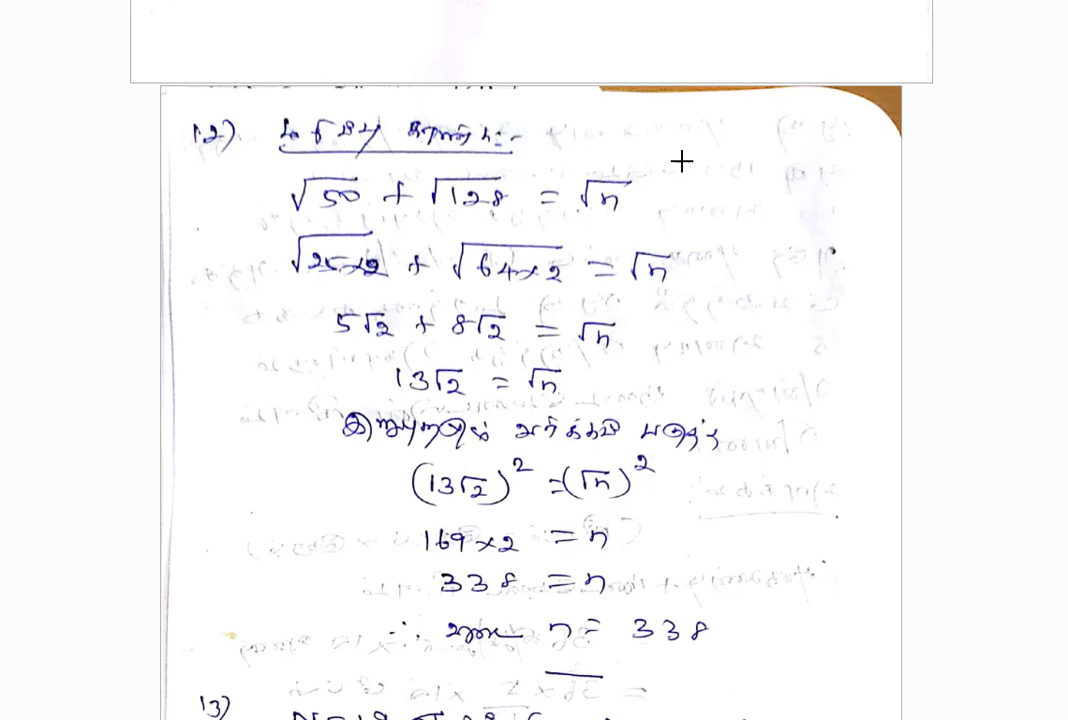 12)
√50 + √128 = √n
√25×2 + √64×2 = √n
5√2 + 8√2 = √n
13√2 = √n
இருபுறமும் வர்க்கம்
(13√2)² = (√n)²
169×2 = n
338 = n
∴ n = 338
13)